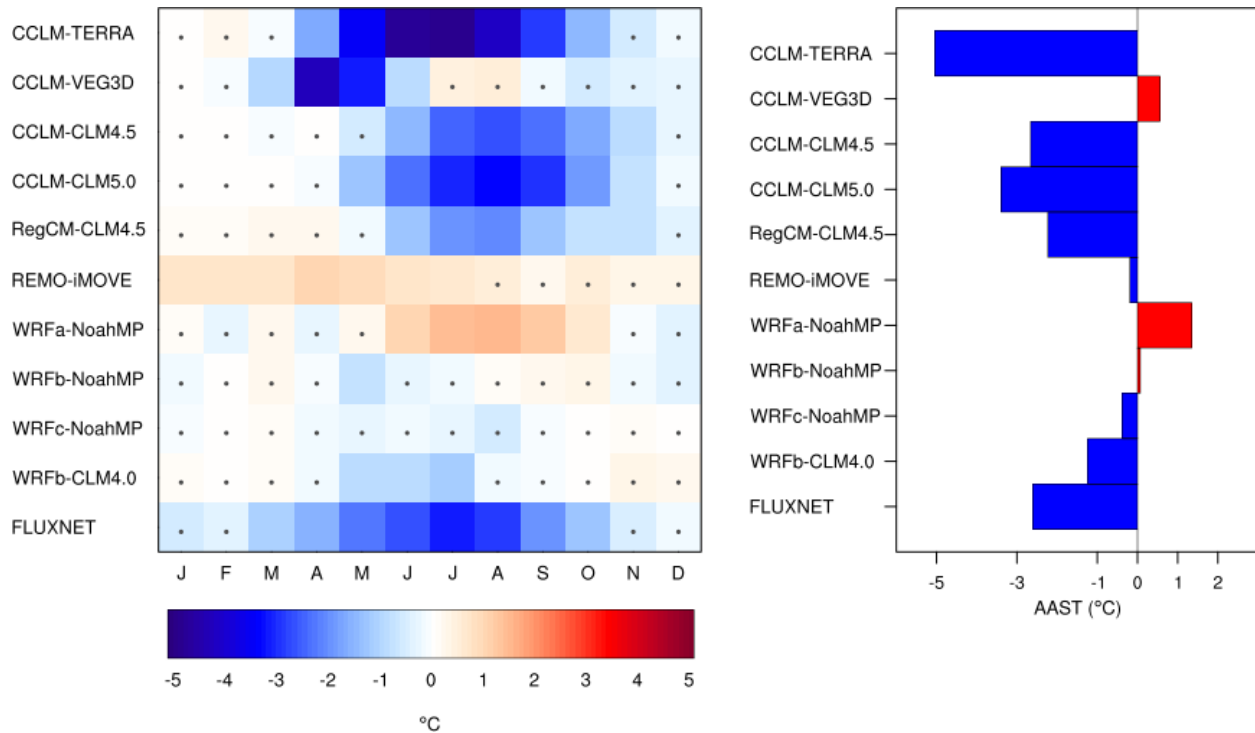 CCLM-TERRA
CCLM-VEG3D
CCLM-CLM4.5
CCLM-CLM5.0
RegCM-CLM4.5
REMO-iMOVE
WRFa-NoahMP
WRFb-NoahMP
WRFc-NoahMP
WRFb-CLM4.0
FLUXNET
J F M A M J J A S O N D
-5 -4 -3 -2 -1 0 1 2 3 4 5
°C
CCLM-TERRA
CCLM-VEG3D
CCLM-CLM4.5
CCLM-CLM5.0
RegCM-CLM4.5
REMO-iMOVE
WRFa-NoahMP
WRFb-NoahMP
WRFc-NoahMP
WRFb-CLM4.0
FLUXNET
-5 -3 -1 0 1 2
AAST (°C)